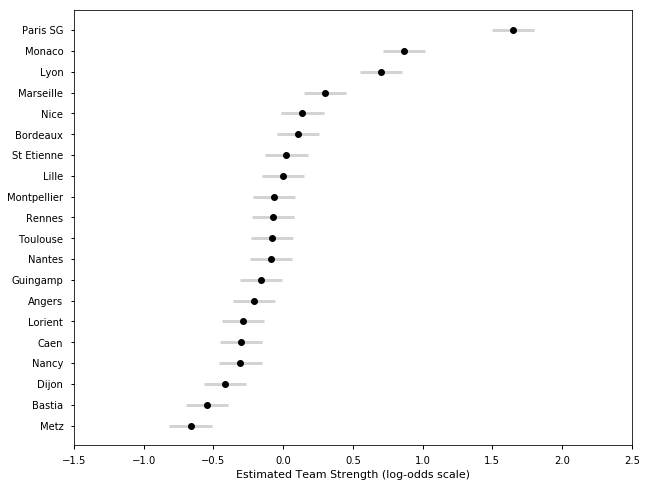 Paris SG
Monaco
Lyon
Marseille
Nice
Bordeaux
St Etienne
Lille
Montpellier
Rennes
Toulouse
Nantes
Guingamp
Angers
Lorient
Caen
Nancy
Dijon
Bastia
Metz
−1.5 −1.0 −0.5 0.0 0.5 1.0 1.5 2.0 2.5
Estimated Team Strength (log-odds scale)